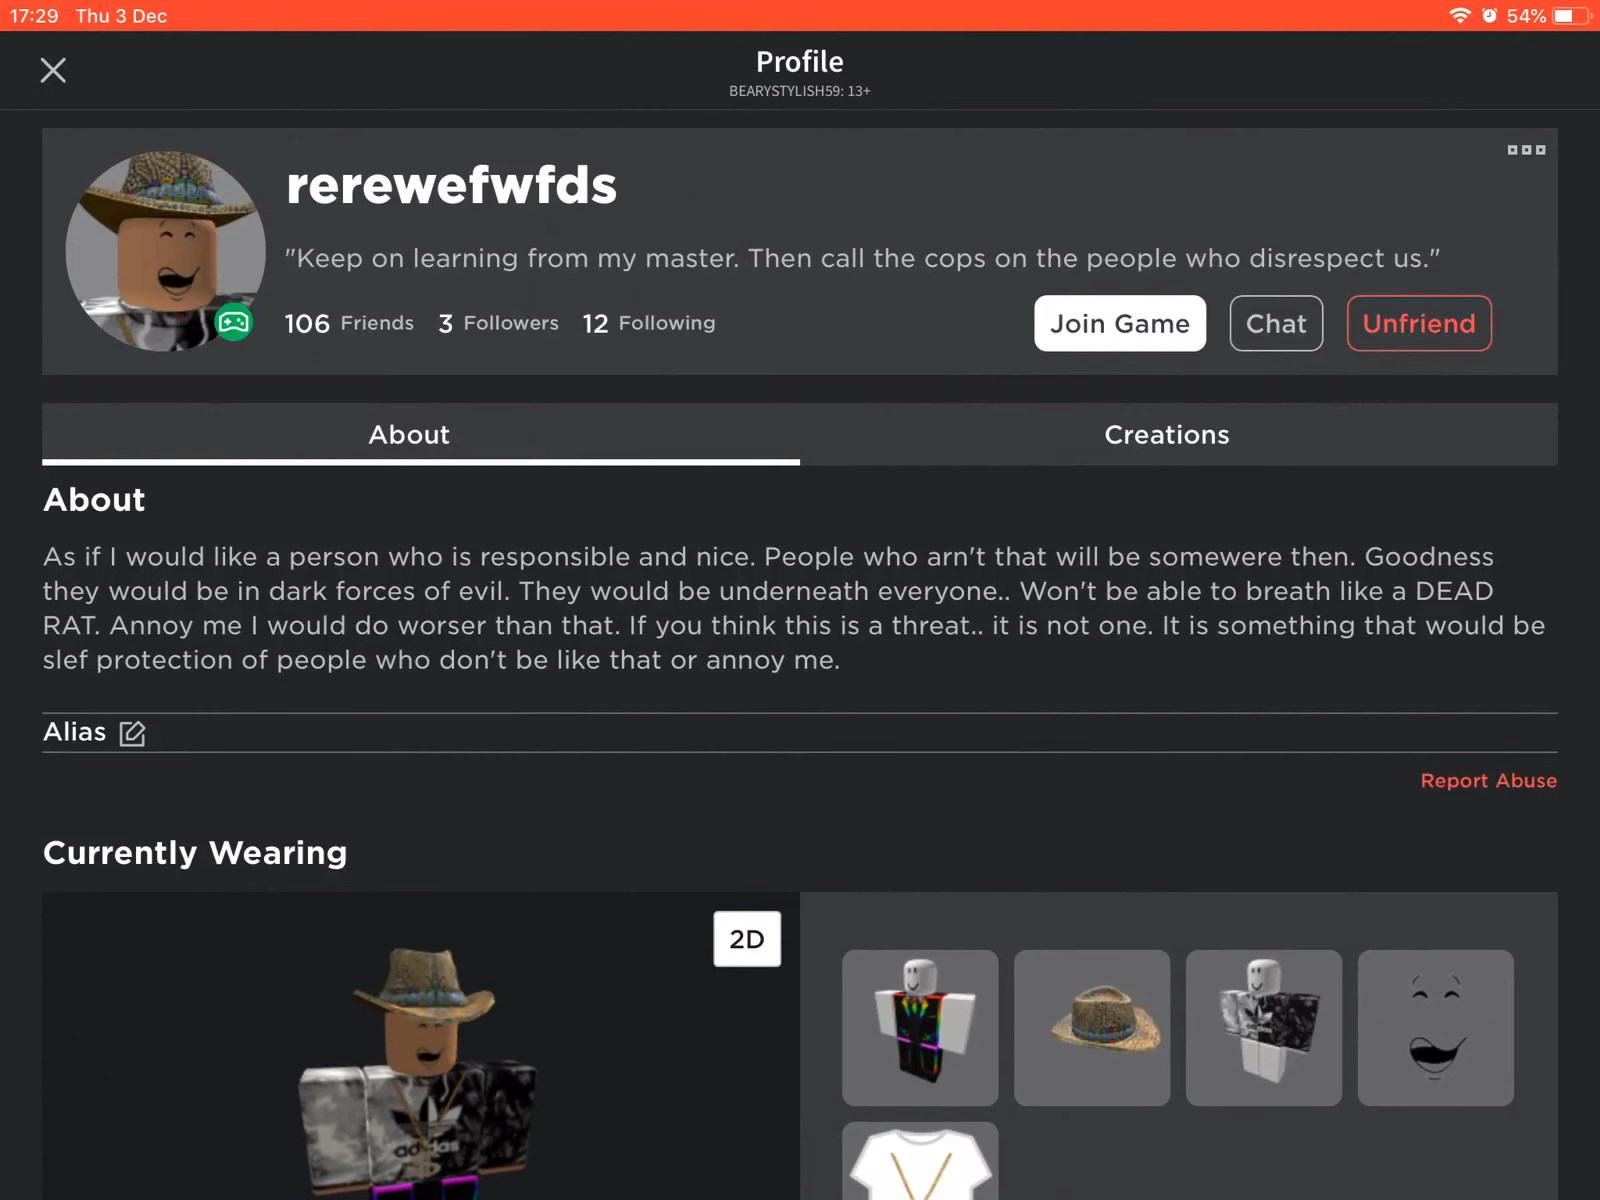 17:29 Thu 3 Dec 54%
Profile
BEARYSTYLISH59: 13+
rerewefwfds
"Keep on learning from my master. Then call the cops on the people who disrespect us."
106 Friends 3 Followers 12 Following
Join Game Chat Unfriend
About Creations
About
As if I would like a person who is responsible and nice. People who arn't that will be somewere then. Goodness
they would be in dark forces of evil. They would be underneath everyone.. Won't be able to breath like a DEAD
RAT. Annoy me I would do worser than that. If you think this is a threat.. it is not one. It is something that would be
slef protection of people who don't be like that or annoy me.
Alias
Report Abuse
Currently Wearing
2D
adidas